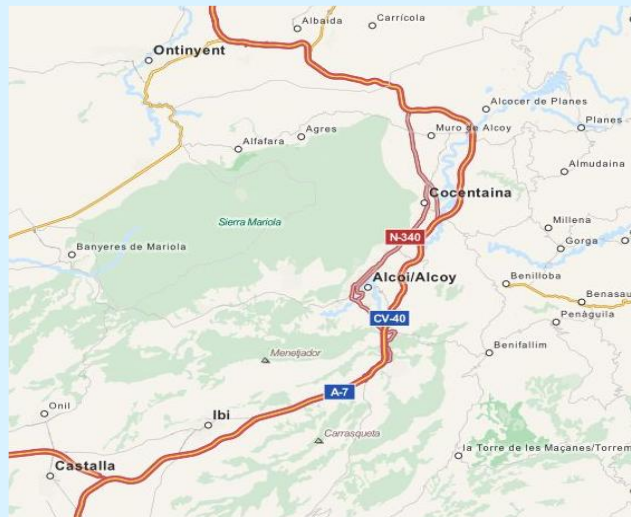 Albaida
Carrícola
Ontinyent
Alcocer de Planes
Planes
Agres
Muro de Alcoy
Alfafara
Almudaina
Cocentaina
Sierra Mariola
Millena
N-340
Gorga
Banyeres de Mariola
Alcoi/Alcoy
Benilloba
Benasau
CV-40
Penàguila
Menetjador
Benifallim
A-7
Onil
Ibi
Carrasqueta
la Torre de les Maçanes/Torrem
Castalla